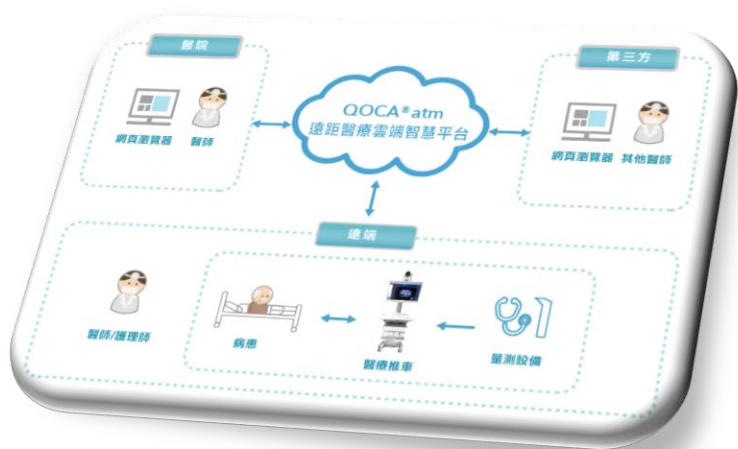 醫院
第三方
QOCA®atm
遠距醫療雲端智慧平台
網頁瀏覽器 醫師
網頁瀏覽器 其他醫師
遠端
醫師/護理師
病患
醫療推車
量測設備